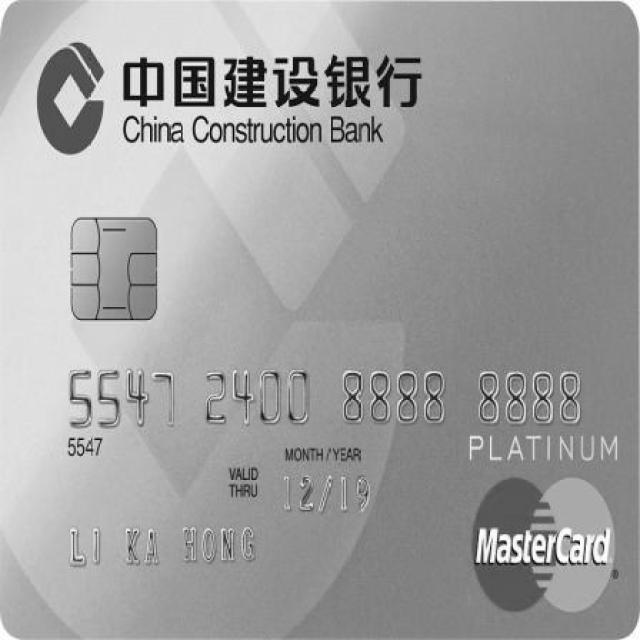 中国建设银行
China Construction Bank
5547 2400 8888 8888
5547
PLATINUM
MONTH/YEAR
VALID
THRU
12/19
LI KA HONG
MasterCard